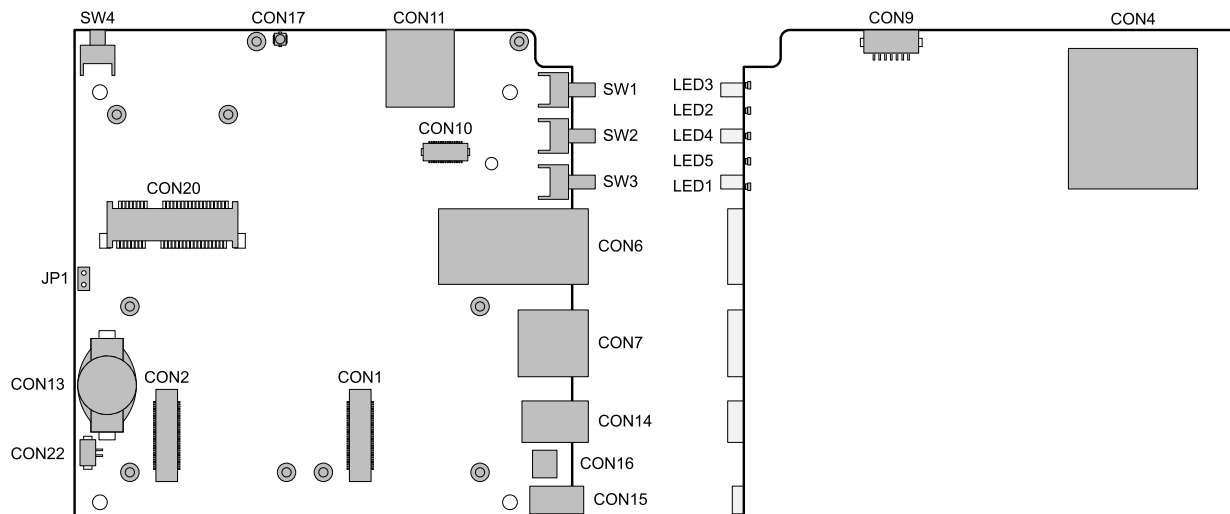 SW4
CON17
CON11
CON9
CON4
SW1
LED3
LED2
CON10
SW2
LED4
LED5
SW3
LED1
CON20
CON6
JP1
CON7
CON13
CON2
CON1
CON14
CON22
CON16
CON15